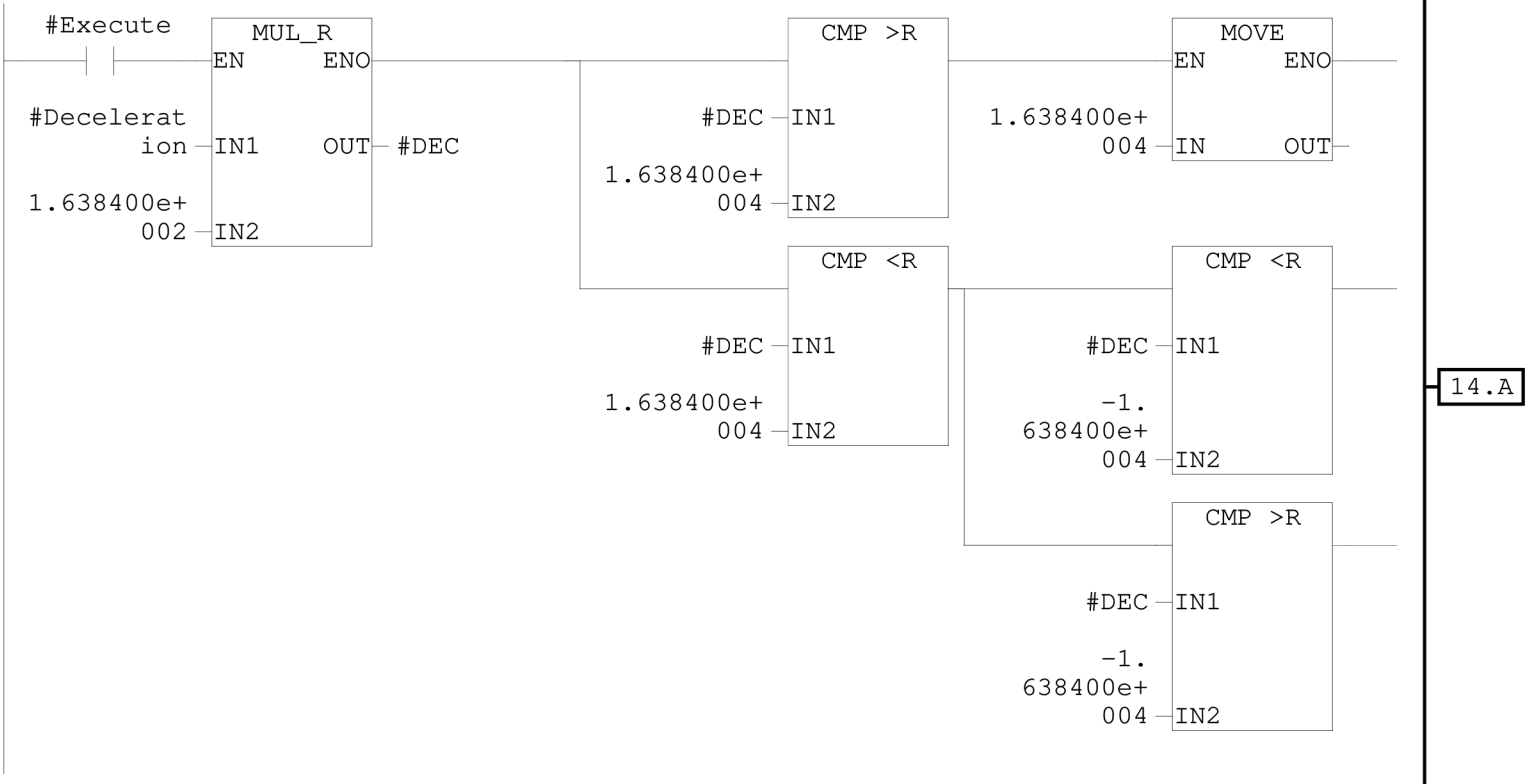 #Execute
MUL_R
EN ENO
#Decelerat
ion IN1 OUT #DEC
1.638400e+
002 IN2
CMP >R
#DEC IN1
1.638400e+
004 IN2
MOVE
EN ENO
1.638400e+
004 IN OUT
CMP <R
#DEC IN1
1.638400e+
004 IN2
CMP <R
#DEC IN1
-1.
638400e+
004 IN2
14.A
CMP >R
#DEC IN1
-1.
638400e+
004 IN2